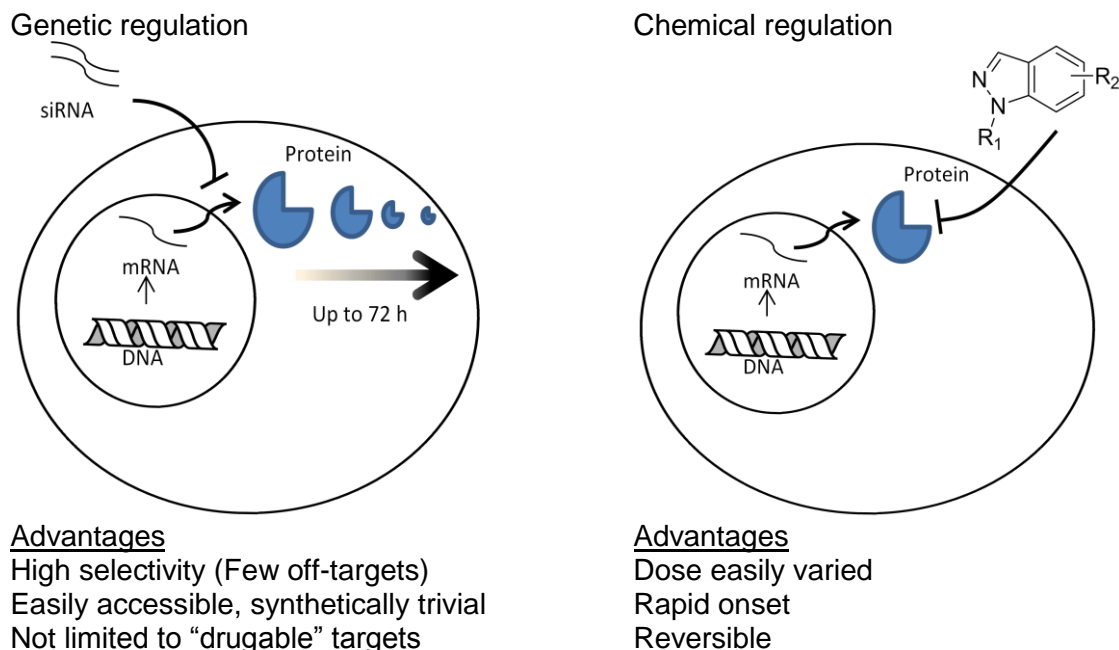 Genetic regulation
siRNA
Protein
mRNA
DNA
Up to 72 h
Advantages
High selectivity (Few off-targets)
Easily accessible, synthetically trivial
Not limited to “drugable” targets
Chemical regulation
N
N
R1
R2
Protein
mRNA
DNA
Advantages
Dose easily varied
Rapid onset
Reversible